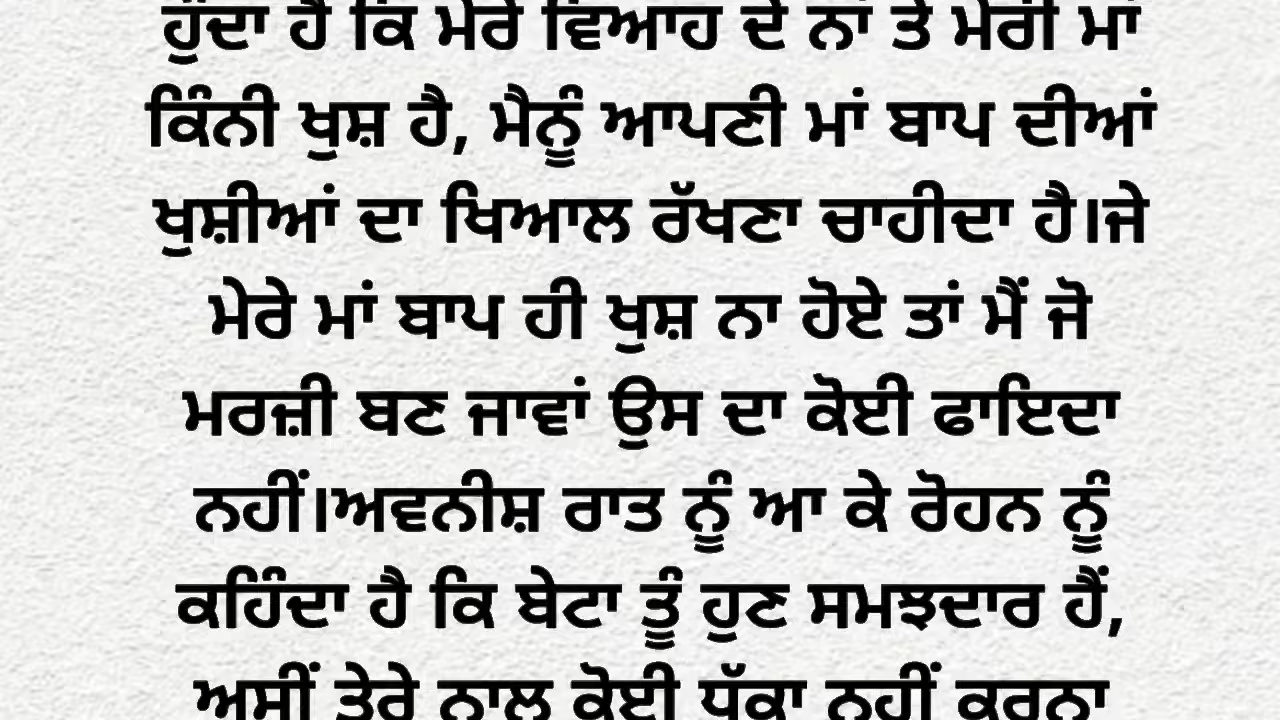 ਹੁੰਦਾ ਹੈ ਕਿ ਮੇਰੇ ਵਿਆਹ ਦੇ ਨਾਂ ਤੇ ਮੇਰੀ ਮਾਂ
ਕਿੰਨੀ ਖੁਸ਼ ਹੈ, ਮੈਨੂੰ ਆਪਣੀ ਮਾਂ ਬਾਪ ਦੀਆਂ
ਖੁਸ਼ੀਆਂ ਦਾ ਖਿਆਲ ਰੱਖਣਾ ਚਾਹੀਦਾ ਹੈ।ਜੇ
ਮੇਰੇ ਮਾਂ ਬਾਪ ਹੀ ਖੁਸ਼ ਨਾ ਹੋਏ ਤਾਂ ਮੈਂ ਜੋ
ਮਰਜ਼ੀ ਬਣ ਜਾਵਾਂ ਉਸ ਦਾ ਕੋਈ ਫਾਇਦਾ
ਨਹੀਂ।ਅਵਨੀਸ਼ ਰਾਤ ਨੂੰ ਆ ਕੇ ਰੋਹਨ ਨੂੰ
ਕਹਿੰਦਾ ਹੈ ਕਿ ਬੇਟਾ ਤੂੰ ਹੁਣ ਸਮਝਦਾਰ ਹੈਂ,
ਅਸੀਂ ਤੇਰੇ ਨਾਲ ਕੋਈ ਧੱਕਾ ਨਹੀਂ ਕਰਨਾ